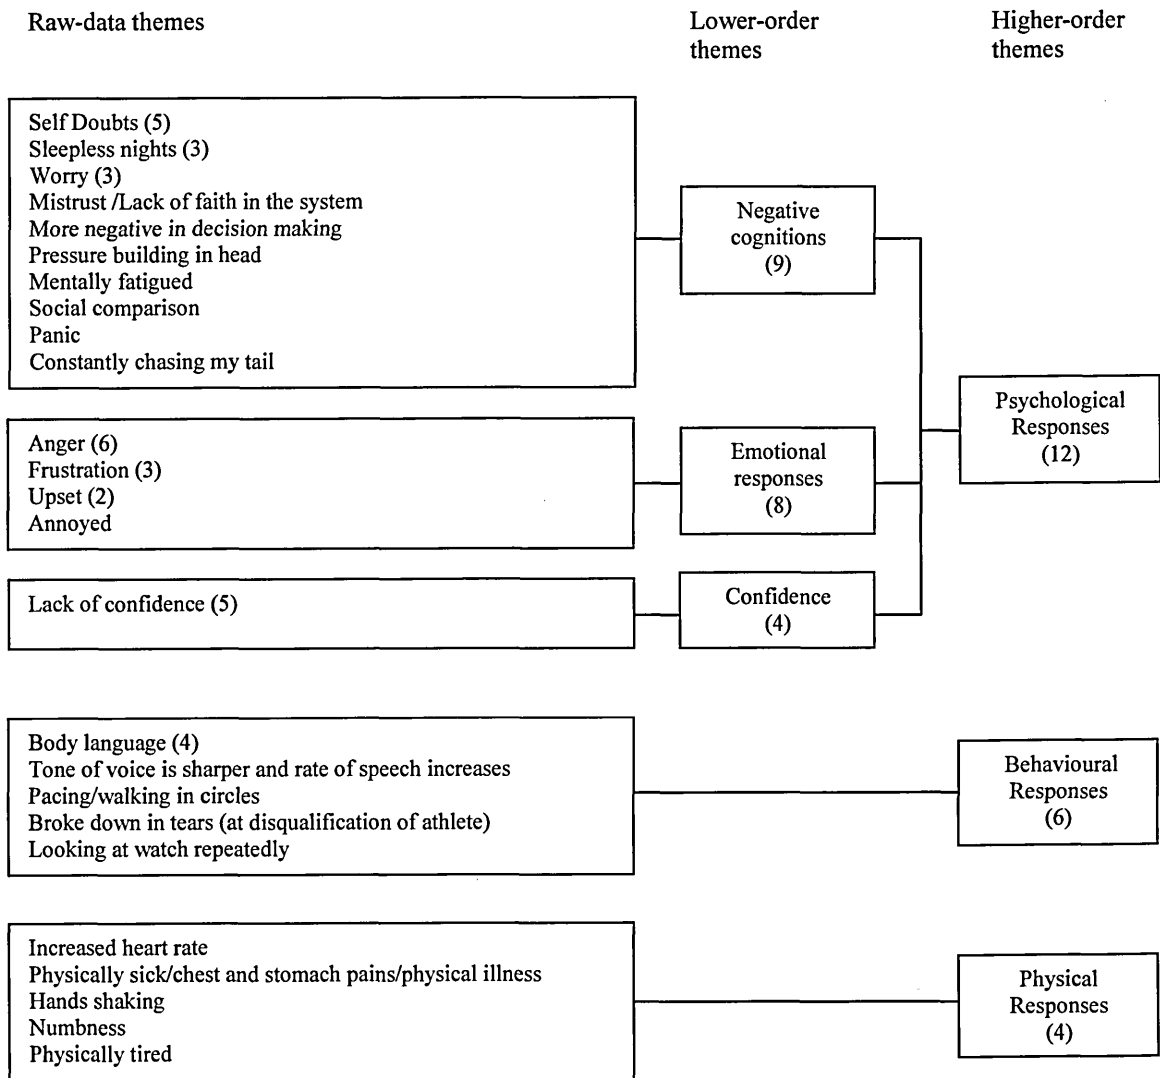 Raw-data themes
Lower-order
themes
Higher-order
themes
Self Doubts (5)
Sleepless nights (3)
Worry (3)
Mistrust /Lack of faith in the system
More negative in decision making
Pressure building in head
Mentally fatigued
Social comparison
Panic
Constantly chasing my tail
Negative
cognitions
(9)
Anger (6)
Frustration (3)
Upset (2)
Annoyed
Emotional
responses
(8)
Psychological
Responses
(12)
Lack of confidence (5)
Confidence
(4)
Body language (4)
Tone of voice is sharper and rate of speech increases
Pacing/walking in circles
Broke down in tears (at disqualification of athlete)
Looking at watch repeatedly
Behavioural
Responses
(6)
Increased heart rate
Physically sick/chest and stomach pains/physical illness
Hands shaking
Numbness
Physically tired
Physical
Responses
(4)